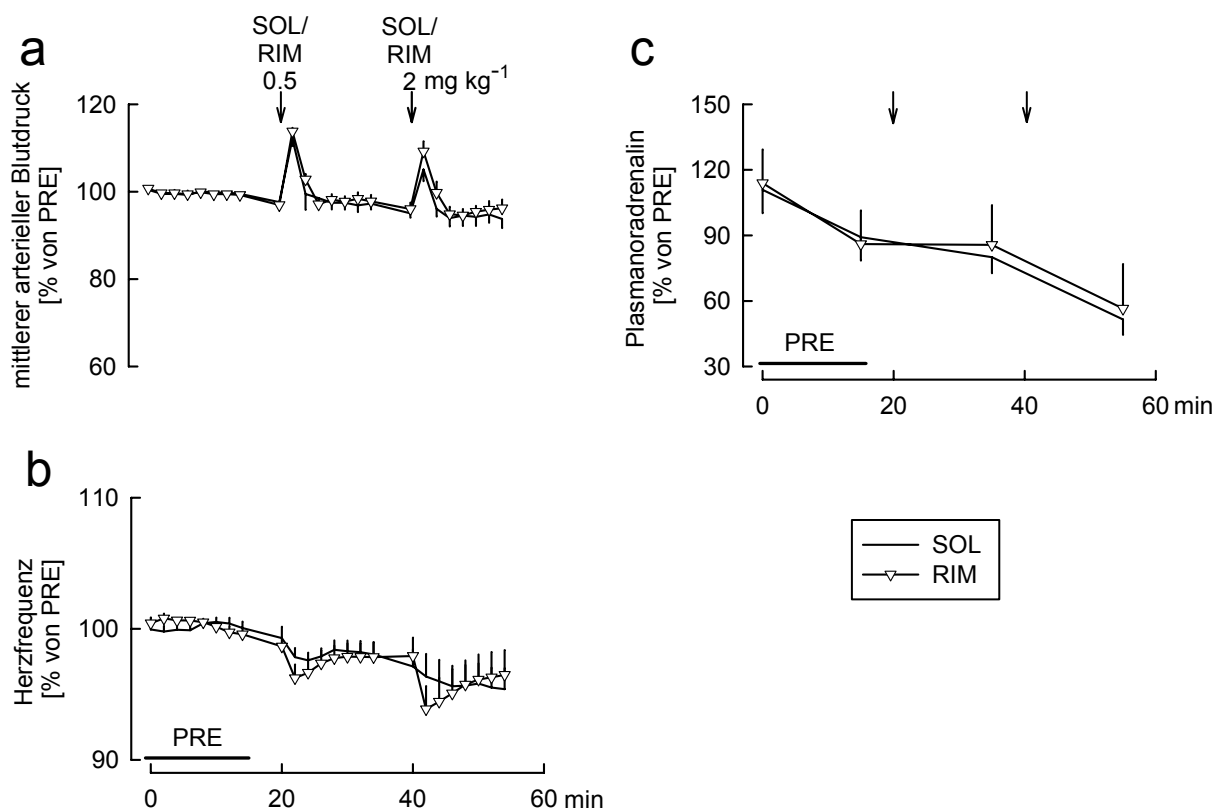 a
SOL/
RIM
0.5
SOL/
RIM
2 mg kg⁻¹
mittlerer arterieller Blutdruck
[% von PRE]
120
100
80
60
b
Herzfrequenz
[% von PRE]
110
100
90
PRE
0 20 40 60 min
c
Plasmanoradrenalin
[% von PRE]
150
120
90
60
30
PRE
0 20 40 60 min
SOL
RIM